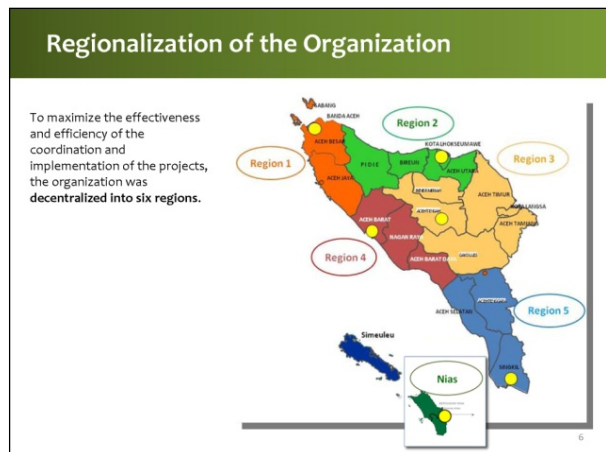 Regionalization of the Organization
To maximize the effectiveness
and efficiency of the
coordination and
implementation of the projects,
the organization was
decentralized into six regions.
SABANG
BANDA ACEH
ACEH BESAR
Region 2
KOTA LHOKSEUMAWE
Region 1
PIDIE
BIREUN
ACEH UTARA
Region 3
ACEH JAYA
ACEH TIMUR
ACEH BARAT
ACEH TAMIANG
NAGAN RAYA
Region 4
ACEH BARAT DAYA
ACEH SELATAN
Region 5
Simeuleu
SINGKIL
Nias
6